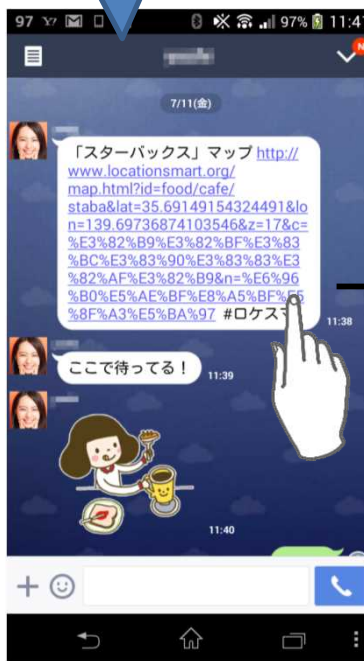 97 Y? 97% 11:4
N
7/11(金)
「スターバックス」マップ http://
www.locationsmart.org/
map.html?id=food/cafe/
staba&lat=35.69149154324491&lo
n=139.69736874103546&z=17&c=
%E3%82%B9%E3%82%BF%E3%83
%BC%E3%83%90%E3%83%83%E3
%82%AF%E3%82%B9&n=%E6%96
%B0%E5%AE%BF%E8%A5%BF%E5
%8F%A3%E5%BA%97 #ロケスマ
11:38
ここで待ってる！
11:39
11:40